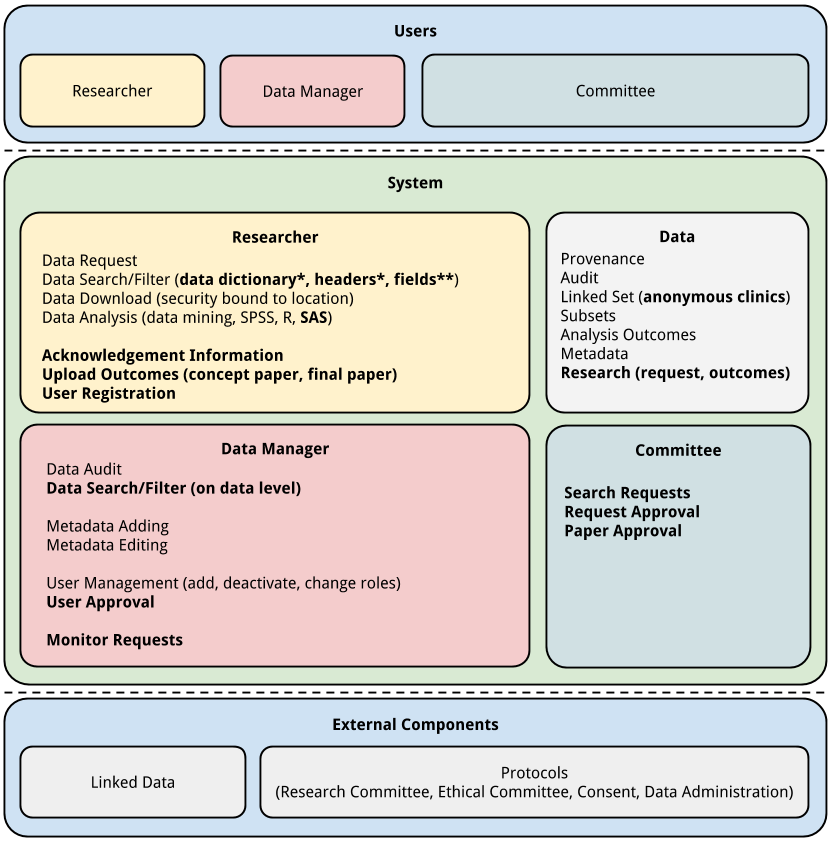 Users
Researcher
Data Manager
Committee
System
Researcher
Data Request
Data Search/Filter (data dictionary*, headers*, fields**)
Data Download (security bound to location)
Data Analysis (data mining, SPSS, R, SAS)
Acknowledgement Information
Upload Outcomes (concept paper, final paper)
User Registration
Data
Provenance
Audit
Linked Set (anonymous clinics)
Subsets
Analysis Outcomes
Metadata
Research (request, outcomes)
Data Manager
Data Audit
Data Search/Filter (on data level)
Metadata Adding
Metadata Editing
User Management (add, deactivate, change roles)
User Approval
Monitor Requests
Committee
Search Requests
Request Approval
Paper Approval
External Components
Linked Data
Protocols
(Research Committee, Ethical Committee, Consent, Data Administration)